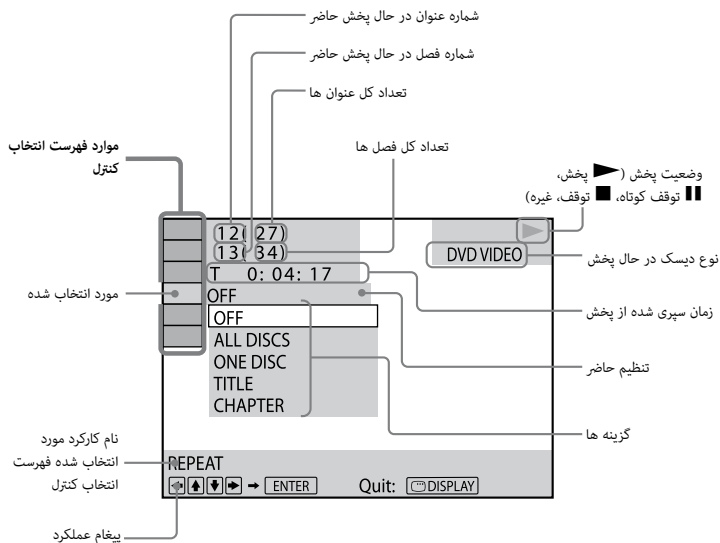 شماره عنوان در حال پخش حاضر
شماره فصل در حال پخش حاضر
تعداد کل عنوان ها
تعداد کل فصل ها
موارد فهرست انتخاب
کنترل
وضعیت پخش (▶ پخش،
❚❚ توقف کوتاه، ■ توقف، غیره)
12(27)
13(34)
DVD VIDEO
نوع دیسک در حال پخش
T 0:04:17
مورد انتخاب شده
OFF
زمان سپری شده از پخش
OFF
ALL DISCS
ONE DISC
تنظیم حاضر
TITLE
CHAPTER
گزینه ها
نام کارکرد مورد
انتخاب شده فهرست
انتخاب کنترل
REPEAT
←↑↓→ → ENTER Quit: DISPLAY
پیغام عملکرد